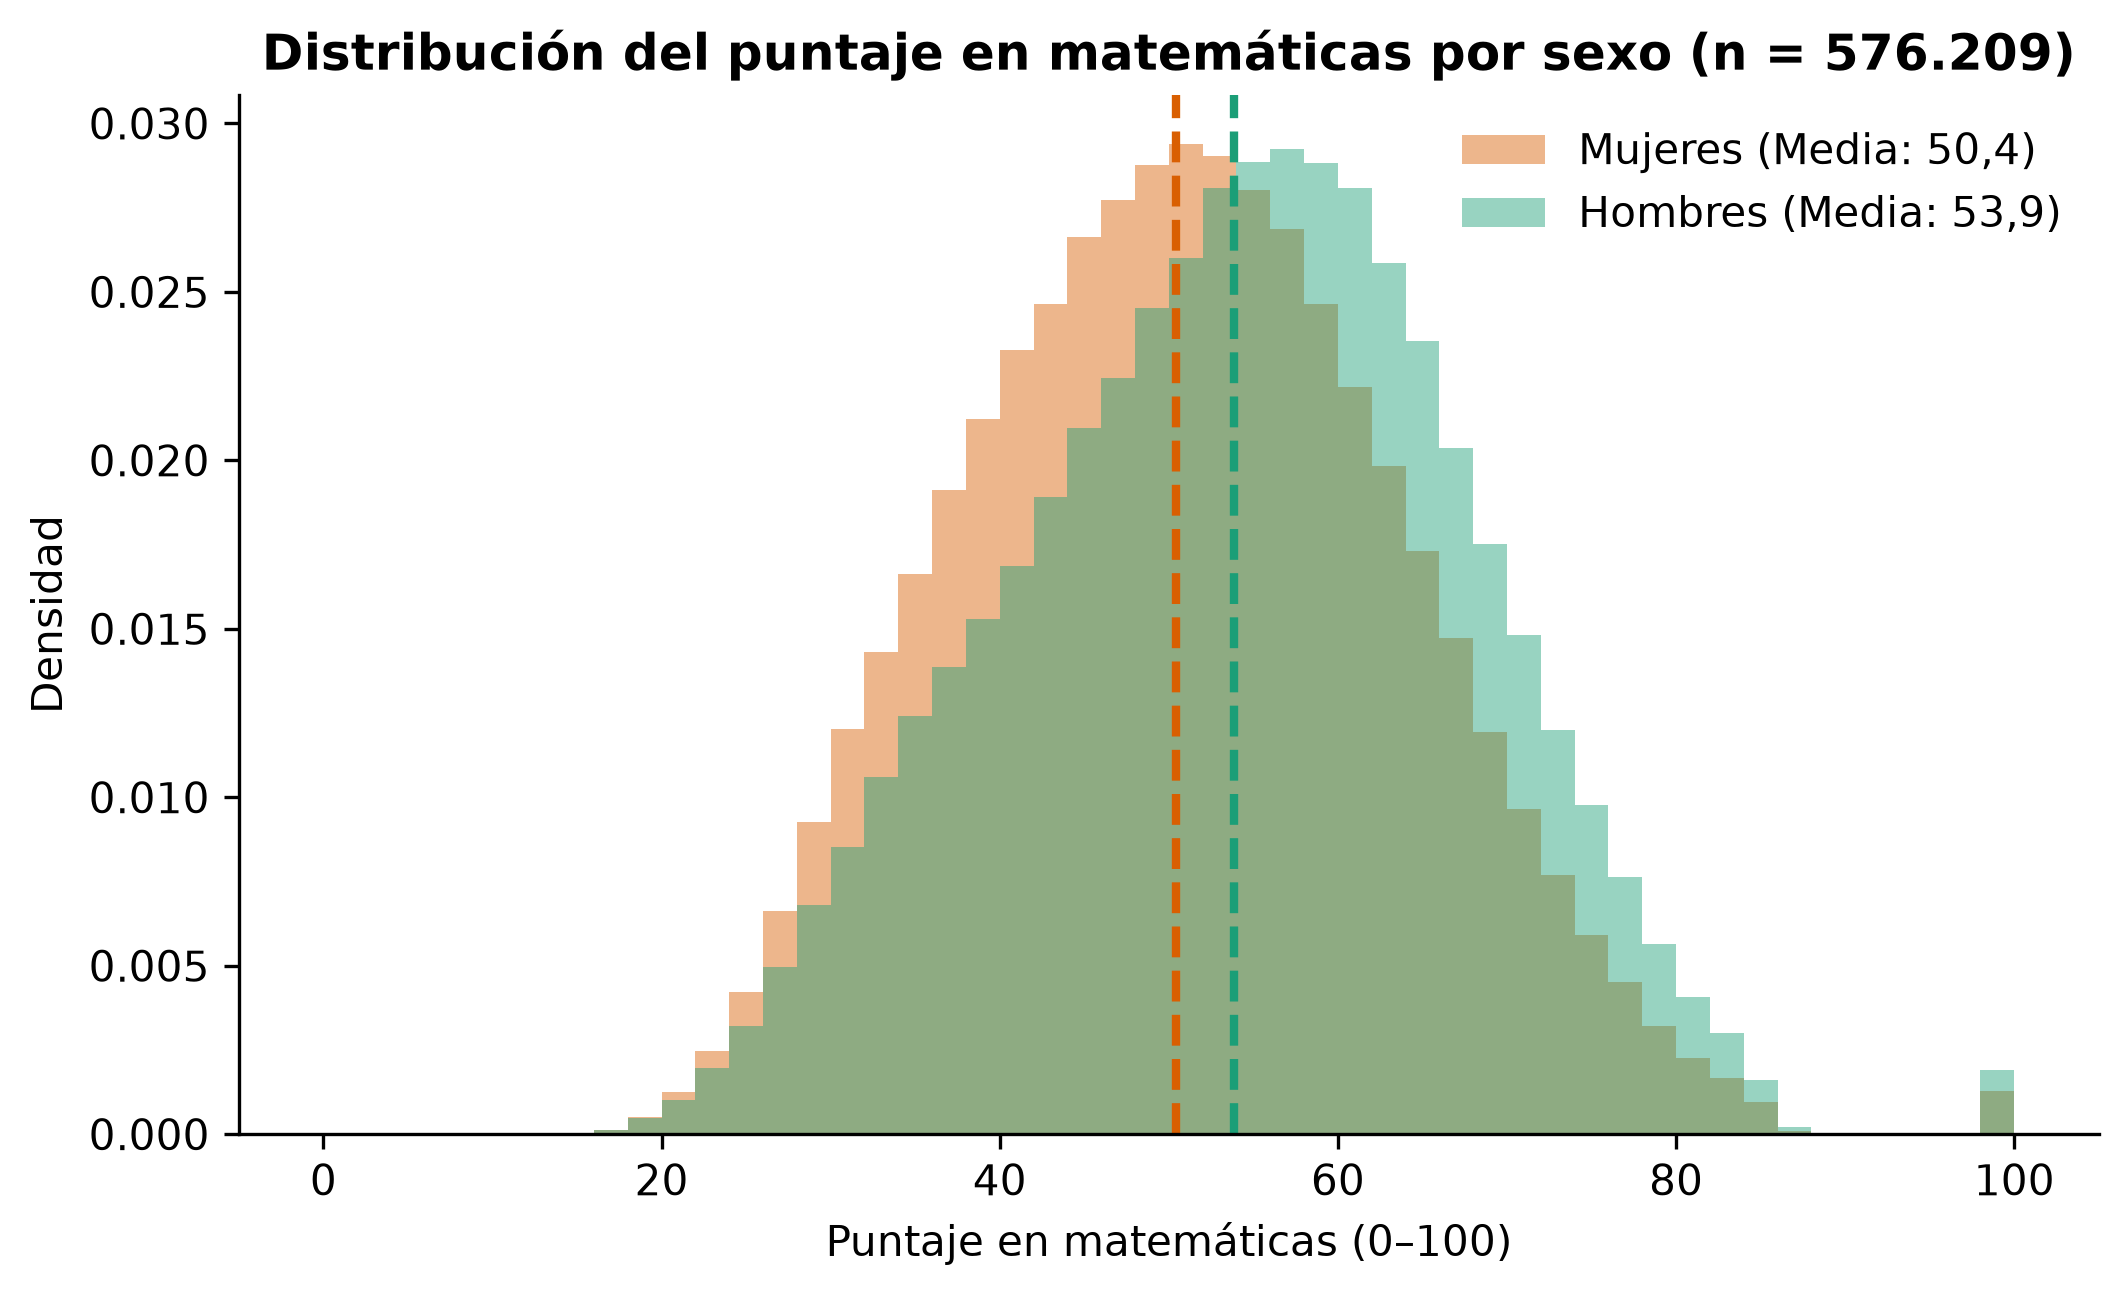 Distribución del puntaje en matemáticas por sexo (n = 576.209)
Mujeres (Media: 50,4)
Hombres (Media: 53,9)
Densidad
0.030
0.025
0.020
0.015
0.010
0.005
0.000
0 20 40 60 80 100
Puntaje en matemáticas (0–100)